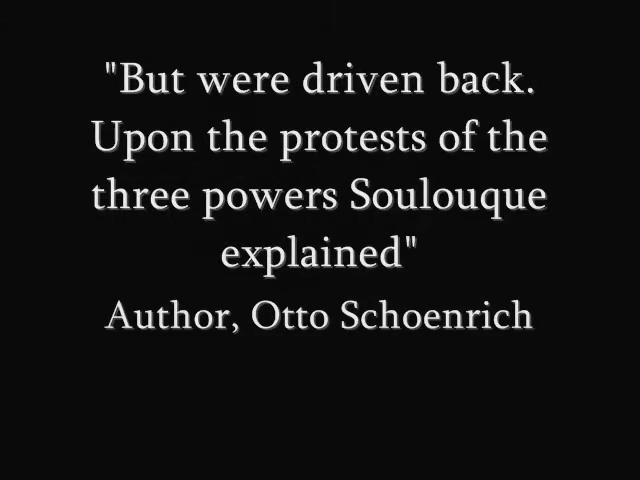 "But were driven back.
Upon the protests of the
three powers Soulouque
explained"
Author, Otto Schoenrich